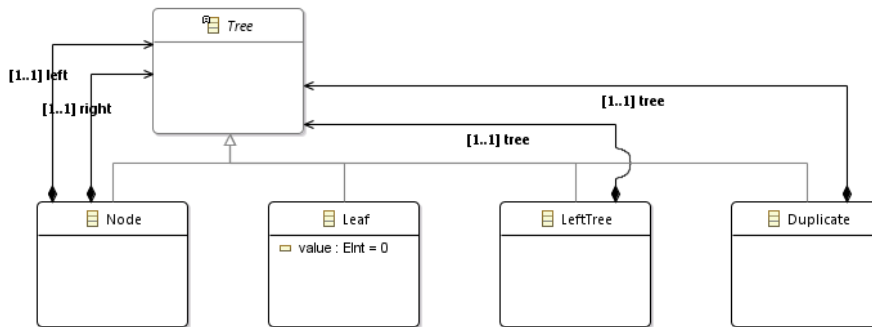 Tree
[1..1] left
[1..1] right
[1..1] tree
[1..1] tree
Node
Leaf
LeftTree
Duplicate
value : EInt = 0